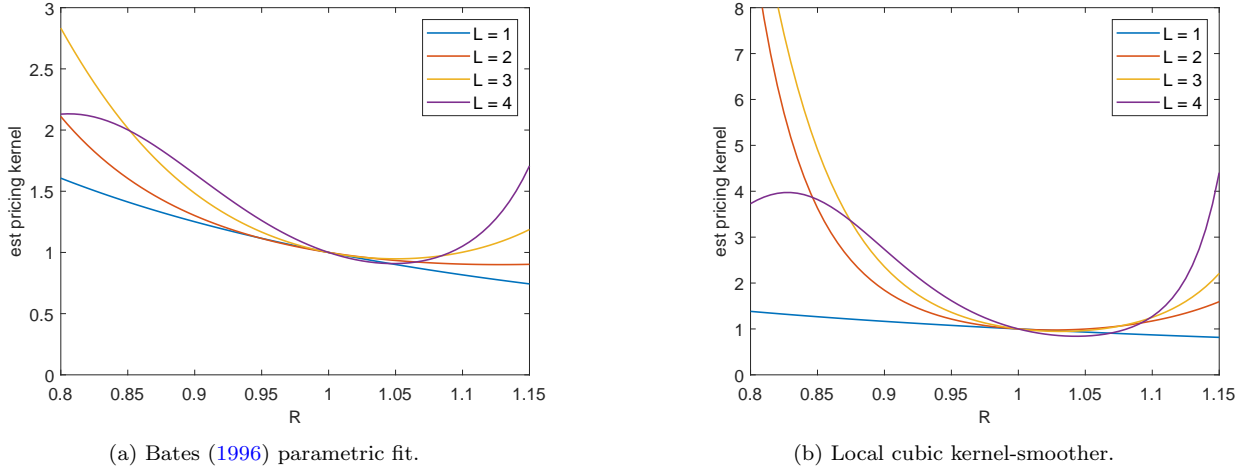 3
2.5
2
1.5
1
0.5
0
est pricing kernel
L = 1
L = 2
L = 3
L = 4
0.8 0.85 0.9 0.95 1 1.05 1.1 1.15
R
(a) Bates (1996) parametric fit.
8
7
6
5
4
3
2
1
0
est pricing kernel
L = 1
L = 2
L = 3
L = 4
0.8 0.85 0.9 0.95 1 1.05 1.1 1.15
R
(b) Local cubic kernel-smoother.